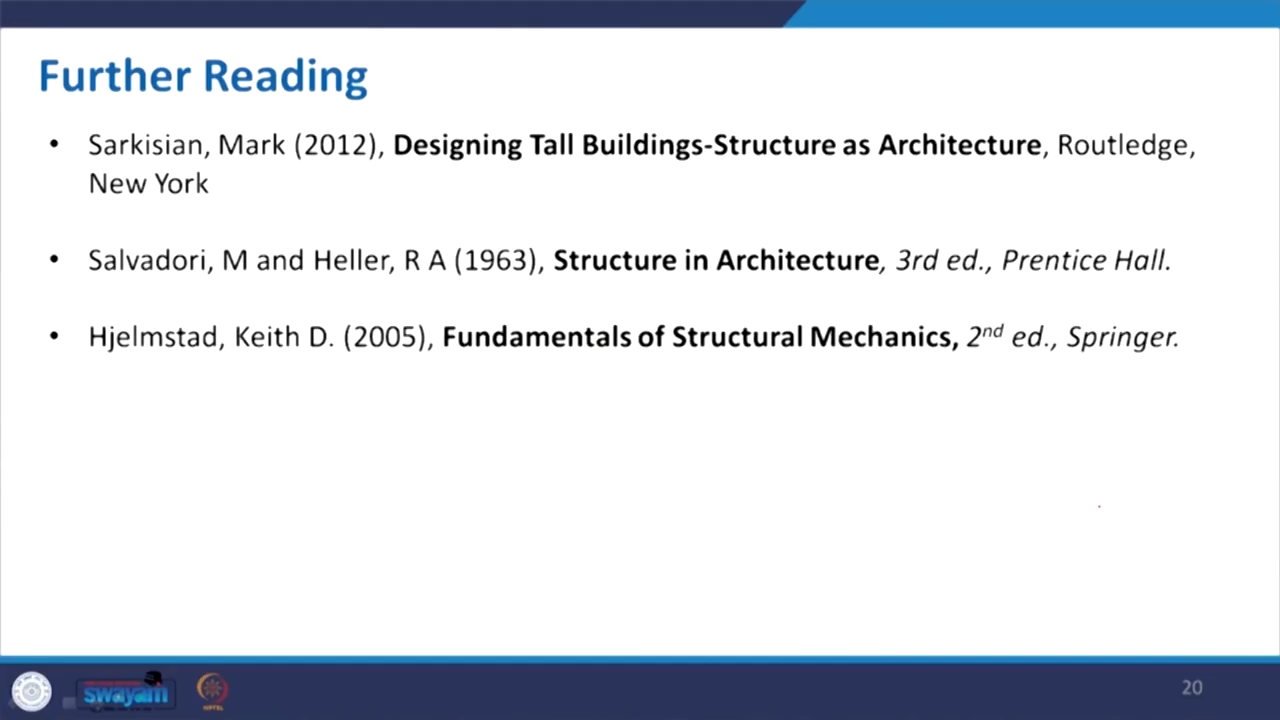 Further Reading
• Sarkisian, Mark (2012), Designing Tall Buildings-Structure as Architecture, Routledge,
New York
• Salvadori, M and Heller, R A (1963), Structure in Architecture, 3rd ed., Prentice Hall.
• Hjelmstad, Keith D. (2005), Fundamentals of Structural Mechanics, 2nd ed., Springer.
swayam
NPTEL
20